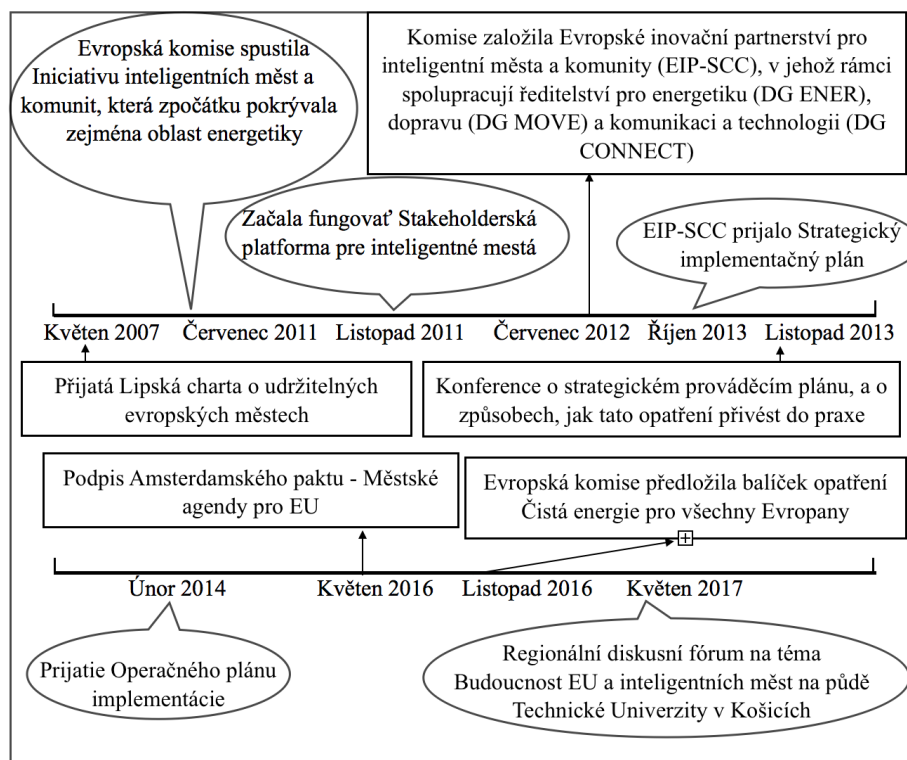 Evropská komise spustila
Iniciativu inteligentních měst a
komunit, která zpočátku pokrývala
zejména oblast energetiky
Komise založila Evropské inovační partnerství pro
inteligentní města a komunity (EIP-SCC), v jehož rámci
spolupracují ředitelství pro energetiku (DG ENER),
dopravu (DG MOVE) a komunikaci a technologii (DG
CONNECT)
Začala fungovať Stakeholderská
platforma pre inteligentné mestá
EIP-SCC prijalo Strategický
implementačný plán
Květen 2007 Červenec 2011 Listopad 2011 Červenec 2012 Říjen 2013 Listopad 2013
Přijatá Lipská charta o udržitelných
evropských městech
Konference o strategickém prováděcím plánu, a o
způsobech, jak tato opatření přivést do praxe
Podpis Amsterdamského paktu - Městské
agendy pro EU
Evropská komise předložila balíček opatření
Čistá energie pro všechny Evropany
Únor 2014 Květen 2016 Listopad 2016 Květen 2017
Prijatie Operačného plánu
implementácie
Regionální diskusní fórum na téma
Budoucnost EU a inteligentních měst na půdě
Technické Univerzity v Košicích